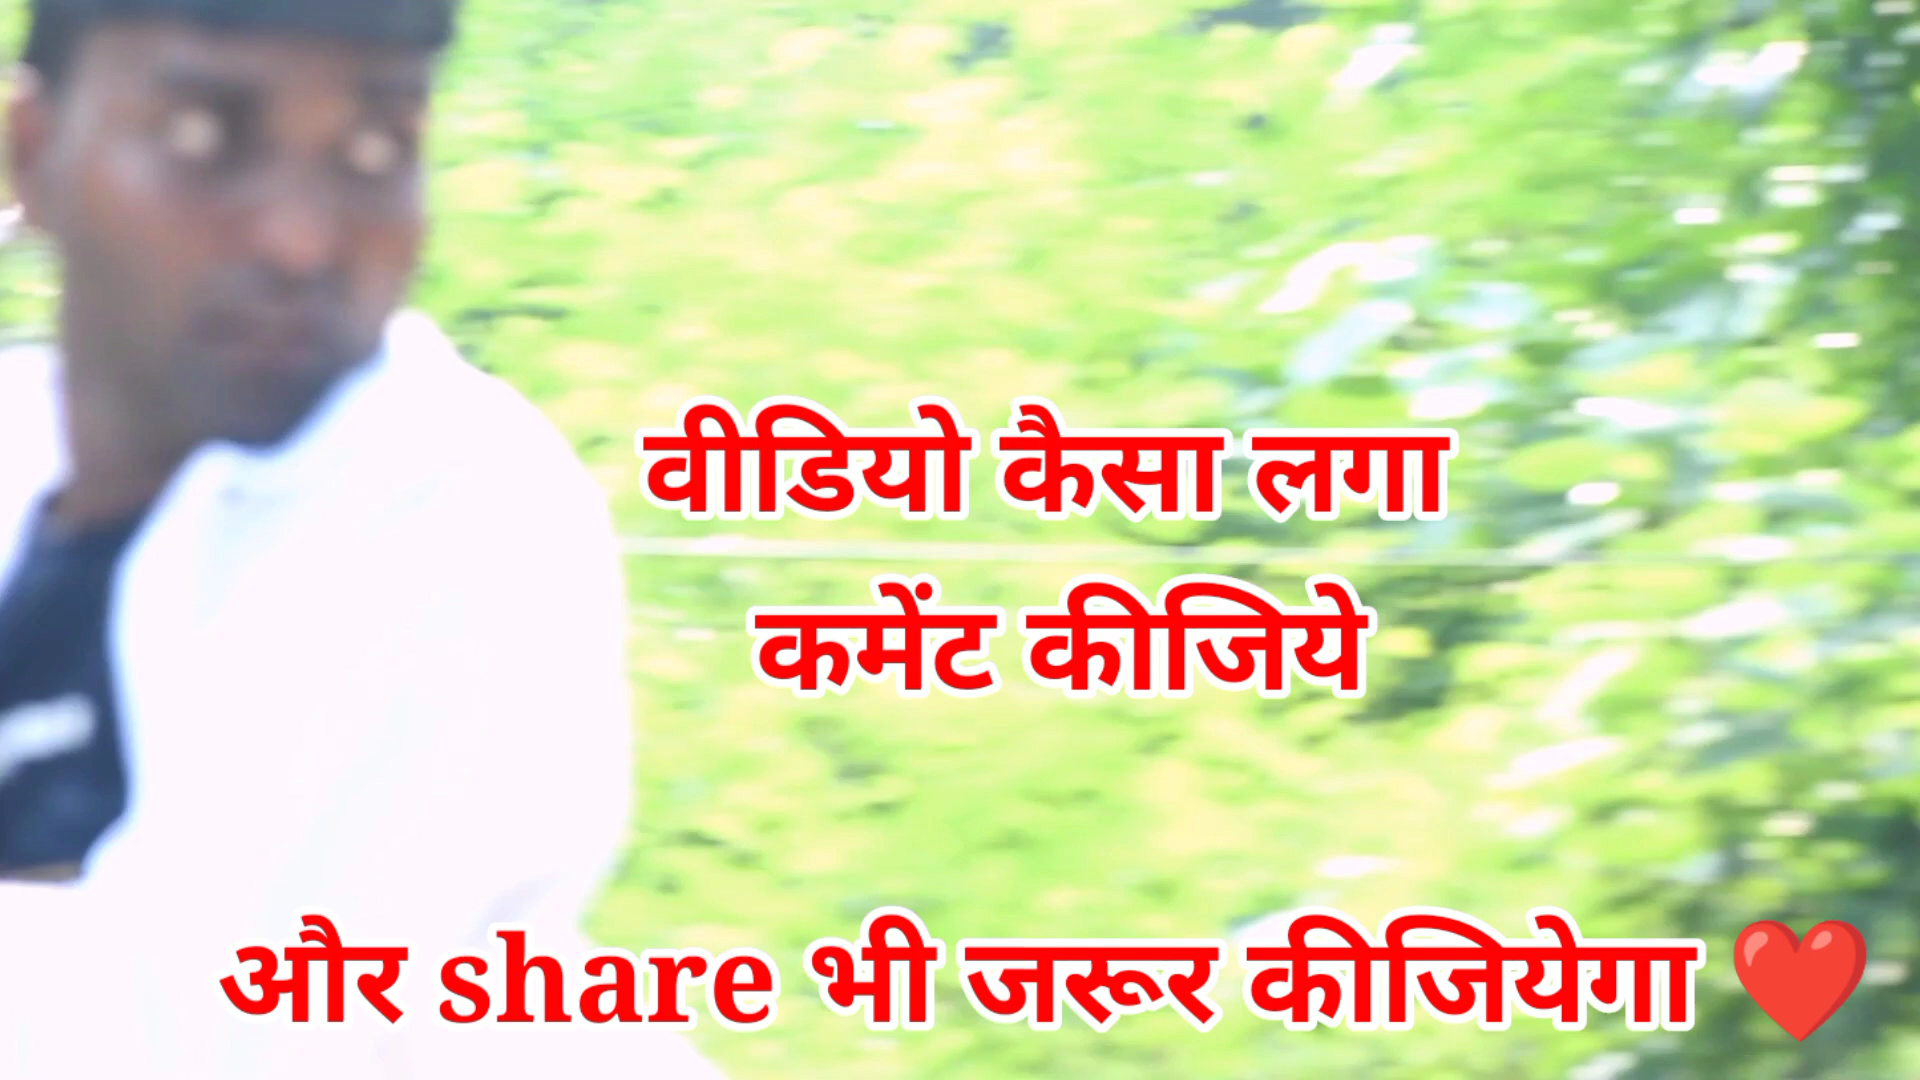 वीडियो कैसा लगा
कमेंट कीजिये
और share भी जरूर कीजियेगा ❤️